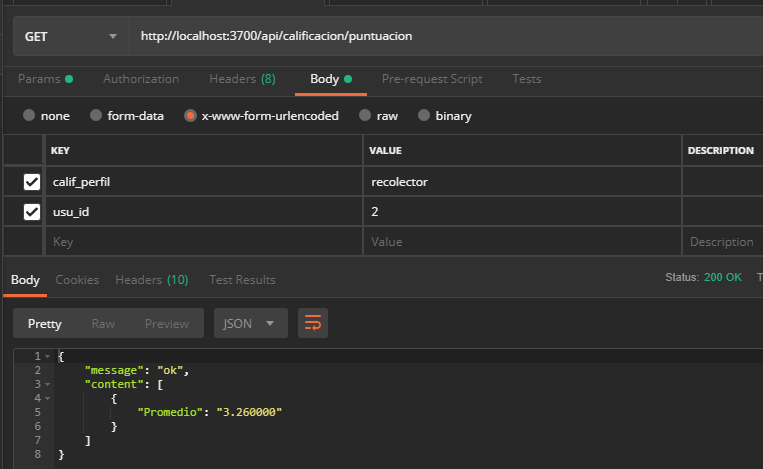 GET http://localhost:3700/api/calificacion/puntuacion
Params Authorization Headers (8) Body Pre-request Script Tests
none form-data x-www-form-urlencoded raw binary
KEY VALUE DESCRIPTION
calif_perfil recolector
usu_id 2
Key Value Description
Body Cookies Headers (10) Test Results Status: 200 OK T
Pretty Raw Preview JSON
1 {
2 "message": "ok",
3 "content": [
4 {
5 "Promedio": "3.260000"
6 }
7 ]
8 }